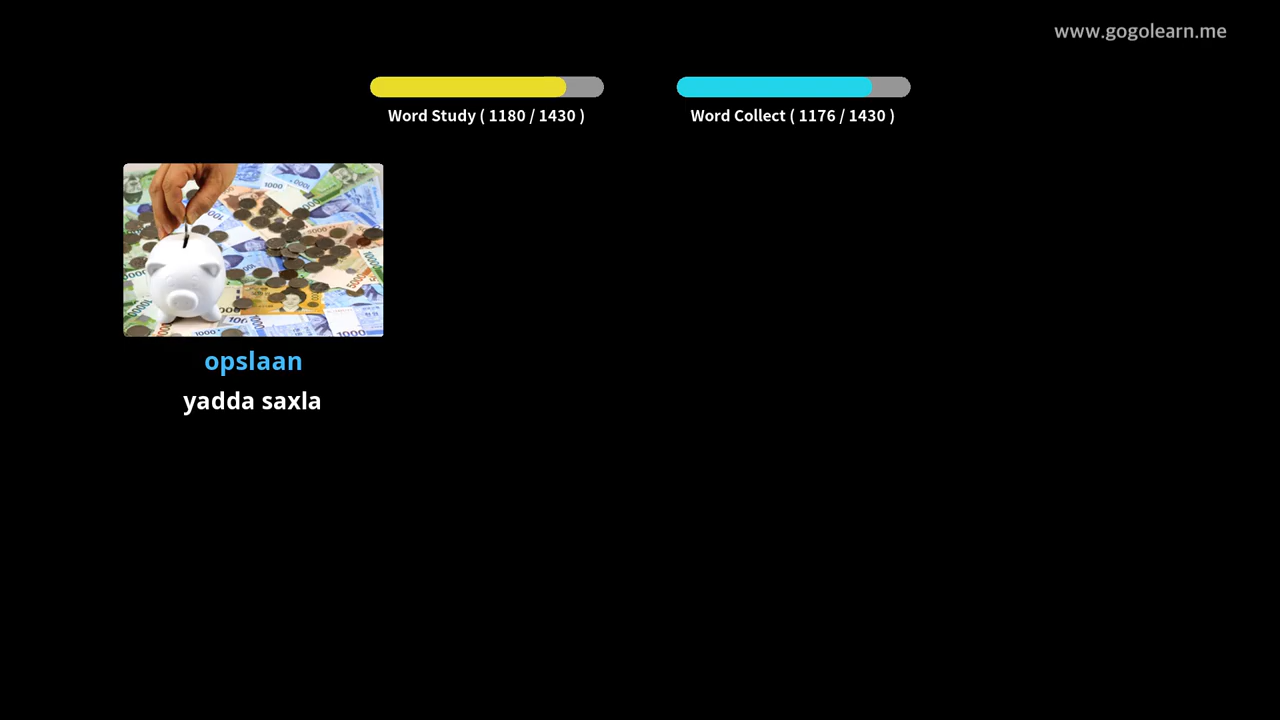 www.gogolearn.me
Word Study ( 1180 / 1430 )
Word Collect ( 1176 / 1430 )
opslaan
yadda saxla